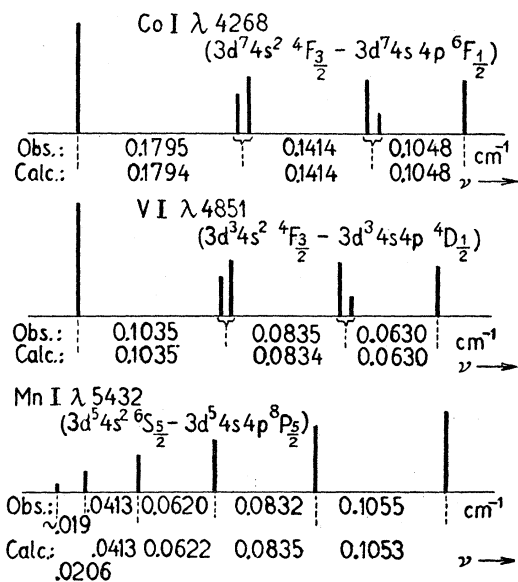 Co I λ 4268
(3d⁷4s² ⁴F3/2 – 3d⁷4s 4p ⁶F1/2)
Obs.: 0.1795 0.1414 0.1048 cm⁻¹
Calc.: 0.1794 0.1414 0.1048 ν →
V I λ 4851
(3d³4s² ⁴F3/2 – 3d³4s4p ⁴D1/2)
Obs.: 0.1035 0.0835 0.0630 cm⁻¹
Calc.: 0.1035 0.0834 0.0630 ν →
Mn I λ 5432
(3d⁵4s² ⁶S5/2 – 3d⁵4s4p ⁸P5/2)
Obs.: .0413 0.0620 0.0832 0.1055 cm⁻¹
~.019
Calc.: .0413 0.0622 0.0835 0.1053 ν →
.0206